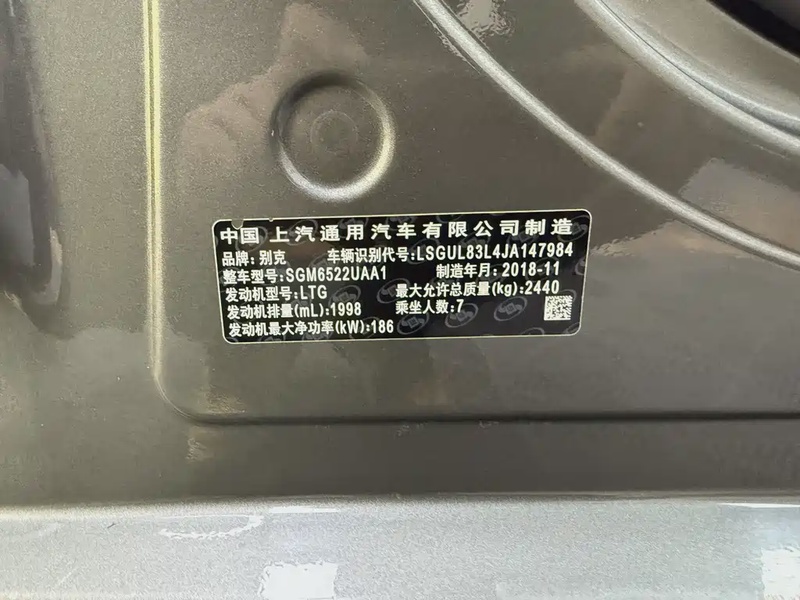 中国 上汽通用汽车有限公司制造
品牌:别克 车辆识别代号:LSGUL83L4JA147984
整车型号:SGM6522UAA1 制造年月:2018-11
发动机型号:LTG 最大允许总质量(kg):2440
发动机排量(mL):1998 乘坐人数:7
发动机最大净功率(kW):186